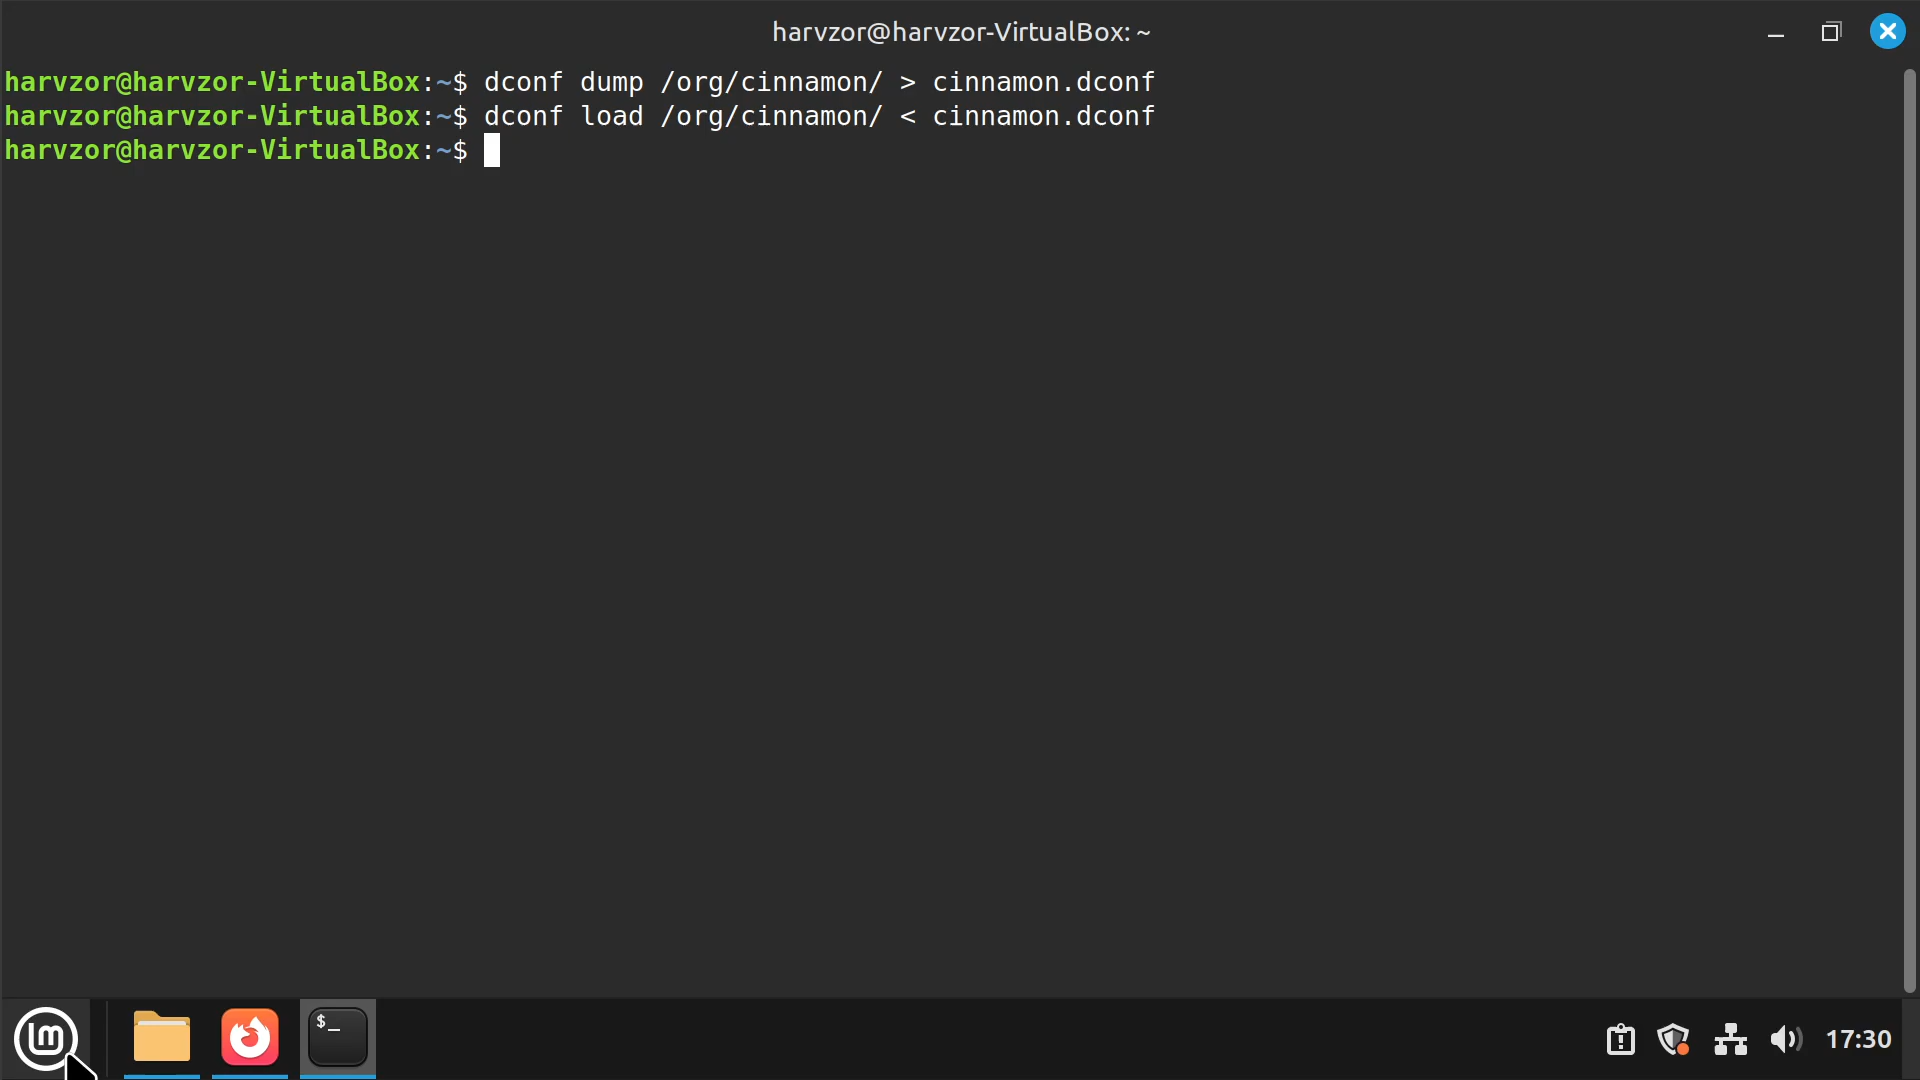 harvzor@harvzor-VirtualBox: ~
harvzor@harvzor-VirtualBox:~$ dconf dump /org/cinnamon/ > cinnamon.dconf
harvzor@harvzor-VirtualBox:~$ dconf load /org/cinnamon/ < cinnamon.dconf
harvzor@harvzor-VirtualBox:~$
$_
17:30